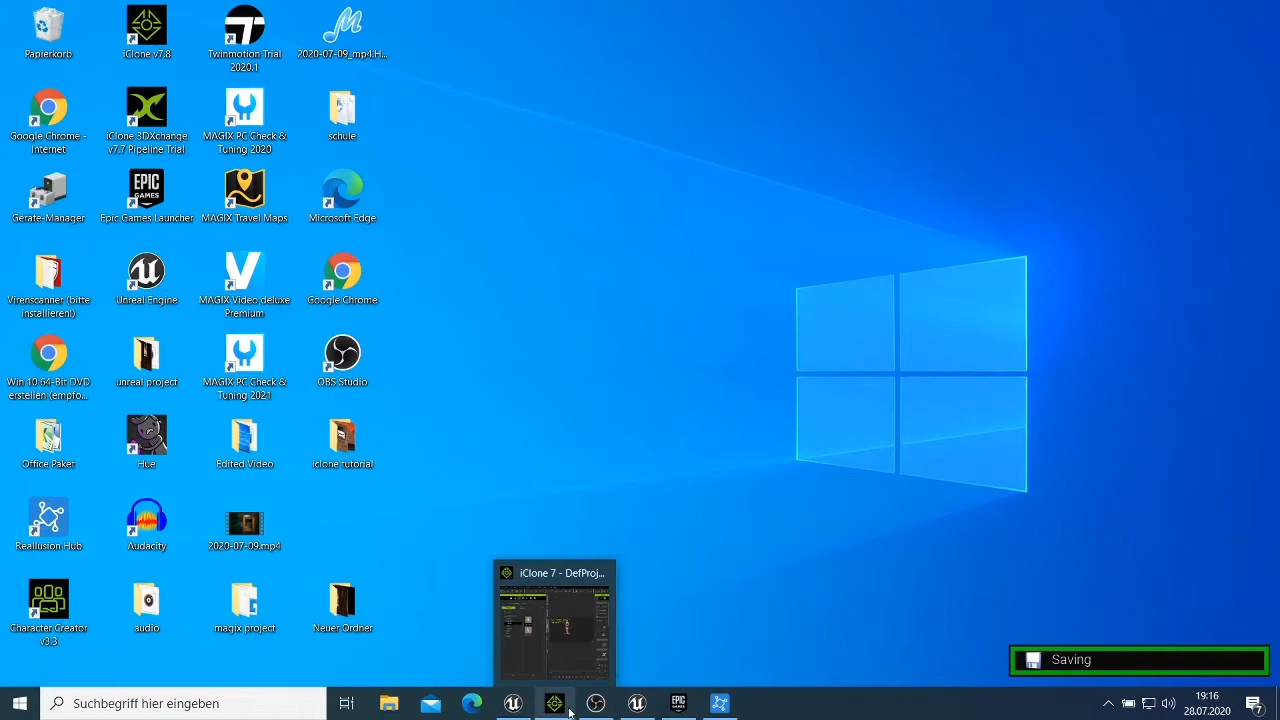 Papierkorb
iClone v7.8
Twinmotion Trial
2020.1
2020-07-09_mp4.H...
Google Chrome -
Internet
iClone 3DXchange
v7.7 Pipeline Trial
MAGIX PC Check &
Tuning 2020
schule
Geräte-Manager
EPIC
GAMES
Epic Games Launcher
MAGIX Travel Maps
Microsoft Edge
Virenscanner (bitte
installieren!)
Unreal Engine
MAGIX Video deluxe
Premium
Google Chrome
Win 10 64-Bit DVD
erstellen (empfo...
unreal project
MAGIX PC Check &
Tuning 2021
OBS Studio
Office Paket
Hue
Edited Video
iclone tutorial
Reallusion Hub
Audacity
2020-07-09.mp4
Character Creator
v3.3
audio
magix project
Neuer Ordner
iClone 7 - DefProj...
Saving
Suchbegriff hier eingeben
EPIC
GAMES
19:16
28.07.2020
7